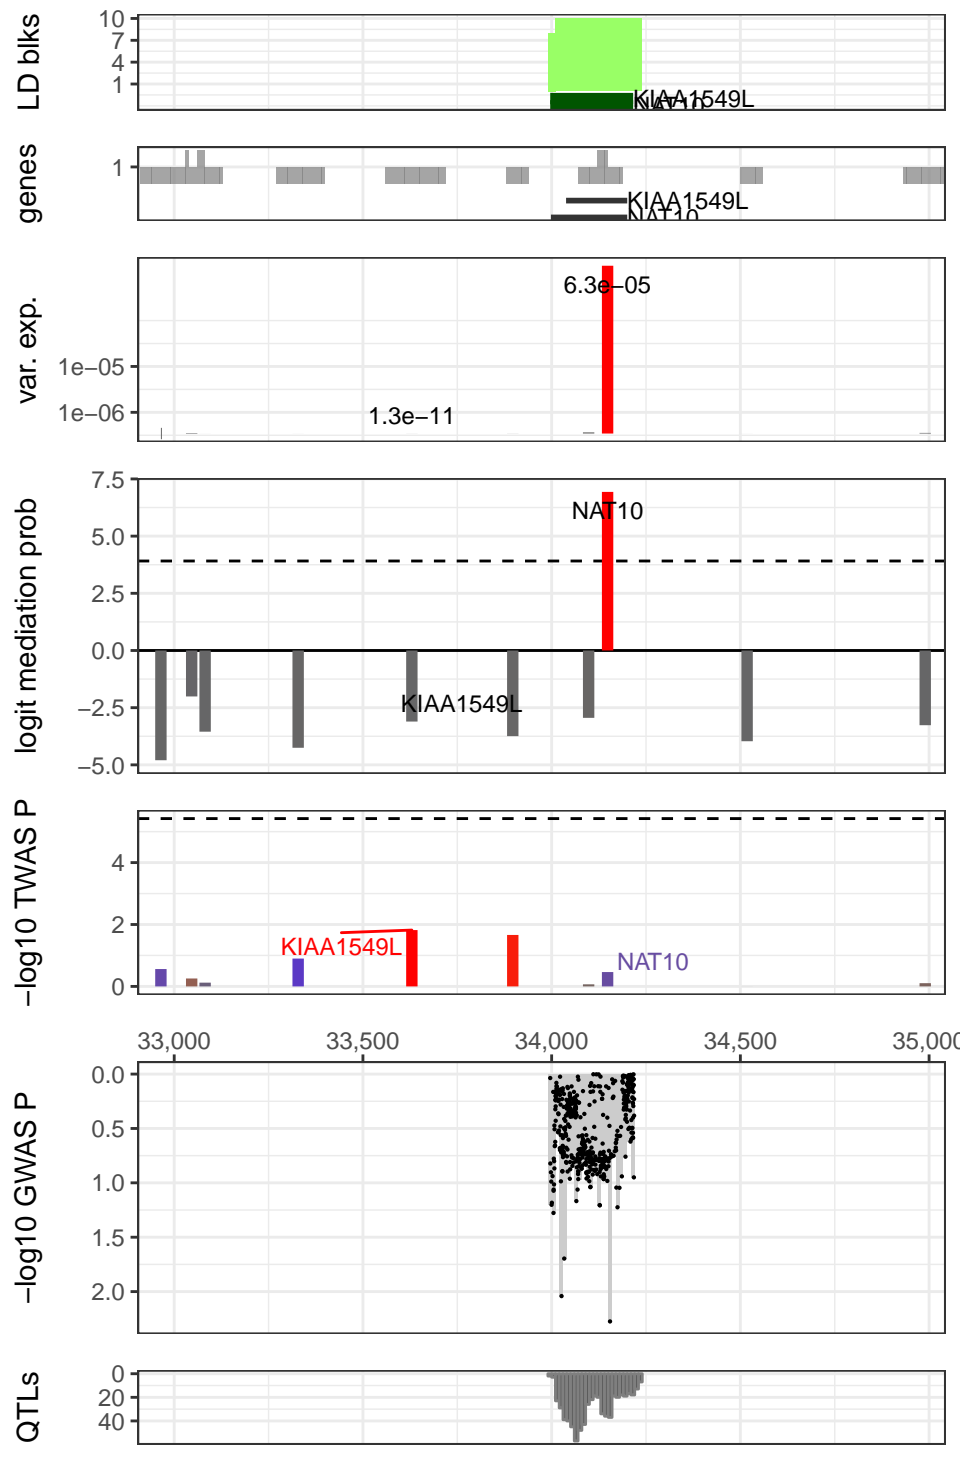 LD blks
10
7
4
1
KIAA1549L
NAT10
genes
1
KIAA1549L
NAT10
var. exp.
1e−05
1e−06
6.3e−05
1.3e−11
logit mediation prob
7.5
5.0
2.5
0.0
−2.5
−5.0
NAT10
KIAA1549L
−log10 TWAS P
4
2
0
KIAA1549L
NAT10
33,000
33,500
34,000
34,500
35,000
−log10 GWAS P
0.0
0.5
1.0
1.5
2.0
QTLs
0
20
40